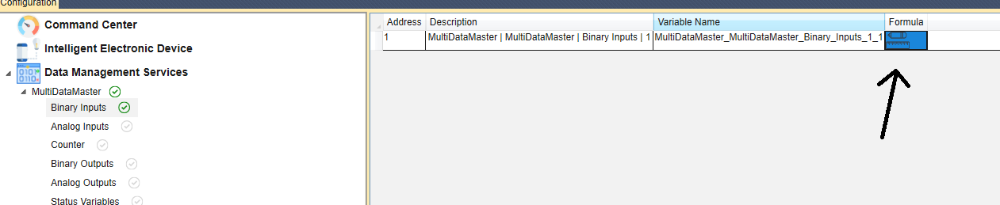 Configuration
Command Center
Intelligent Electronic Device
Data Management Services
MultiDataMaster
Binary Inputs
Analog Inputs
Counter
Binary Outputs
Analog Outputs
Status Variables
Address Description Variable Name Formula
1 MultiDataMaster | MultiDataMaster | Binary Inputs | 1 MultiDataMaster_MultiDataMaster_Binary_Inputs_1_1